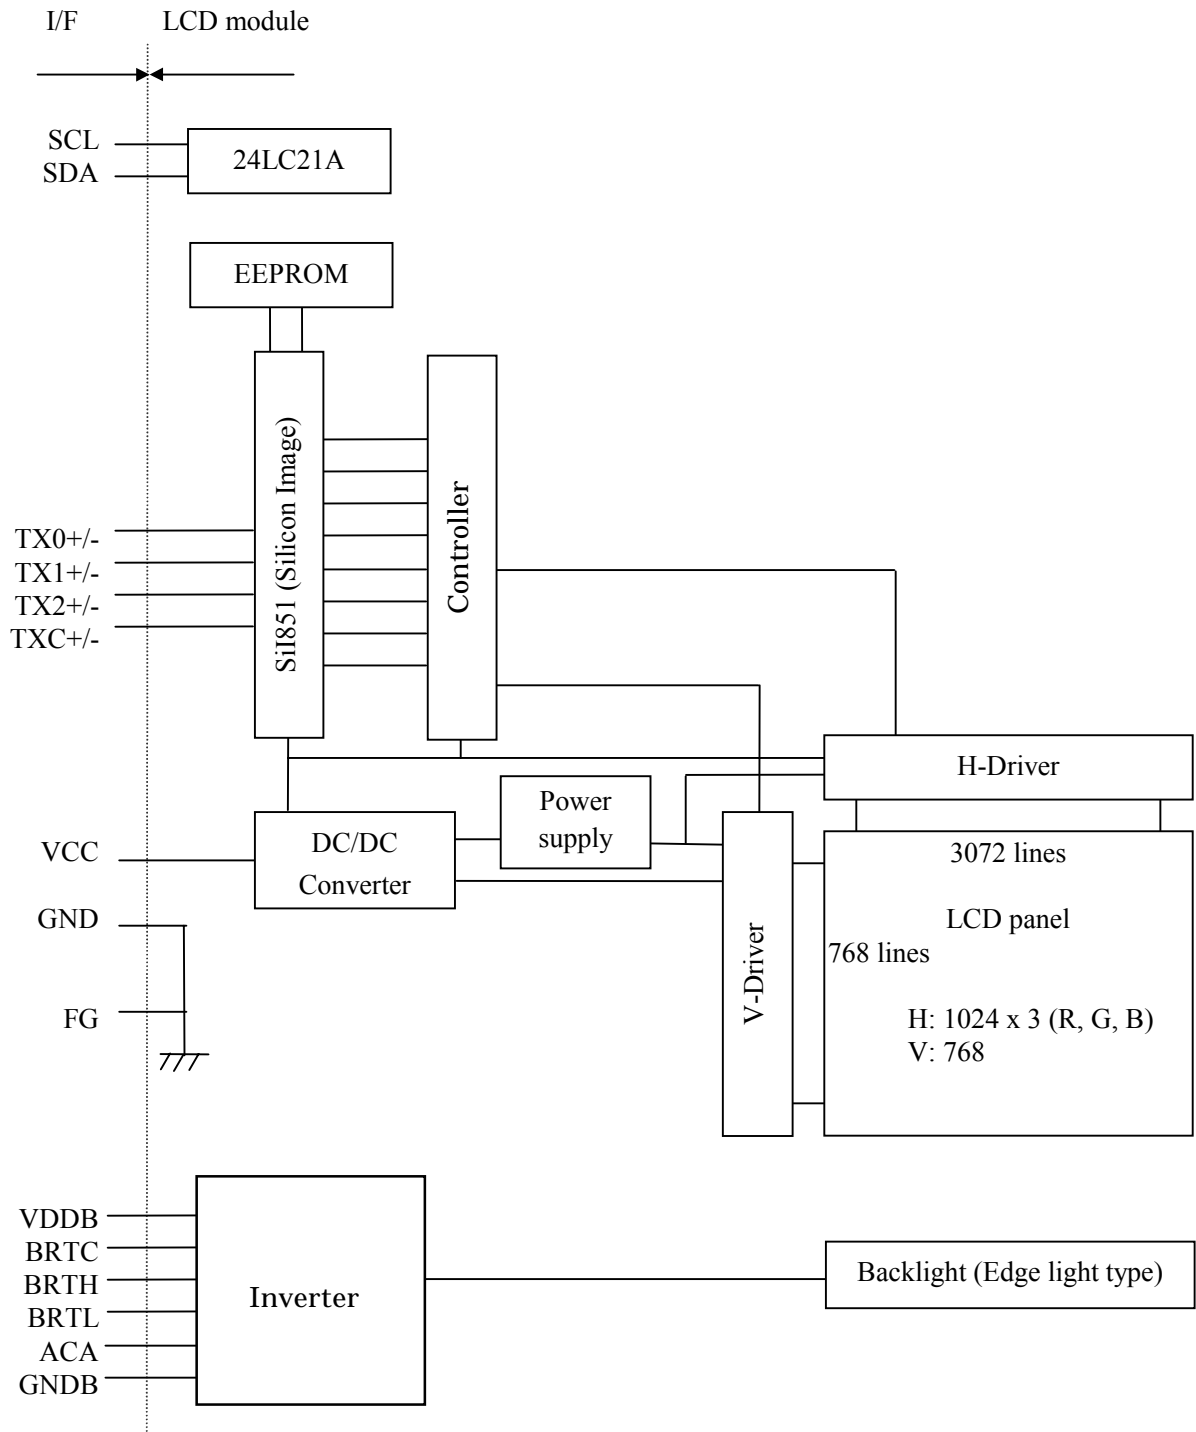 I/F
LCD module
SCL
SDA
24LC21A
EEPROM
SiI851 (Silicon Image)
Controller
TX0+/-
TX1+/-
TX2+/-
TXC+/-
H-Driver
Power
supply
DC/DC
Converter
VCC
GND
FG
V-Driver
3072 lines
LCD panel
768 lines
H: 1024 x 3 (R, G, B)
V: 768
VDDB
BRTC
BRTH
BRTL
ACA
GNDB
Inverter
Backlight (Edge light type)